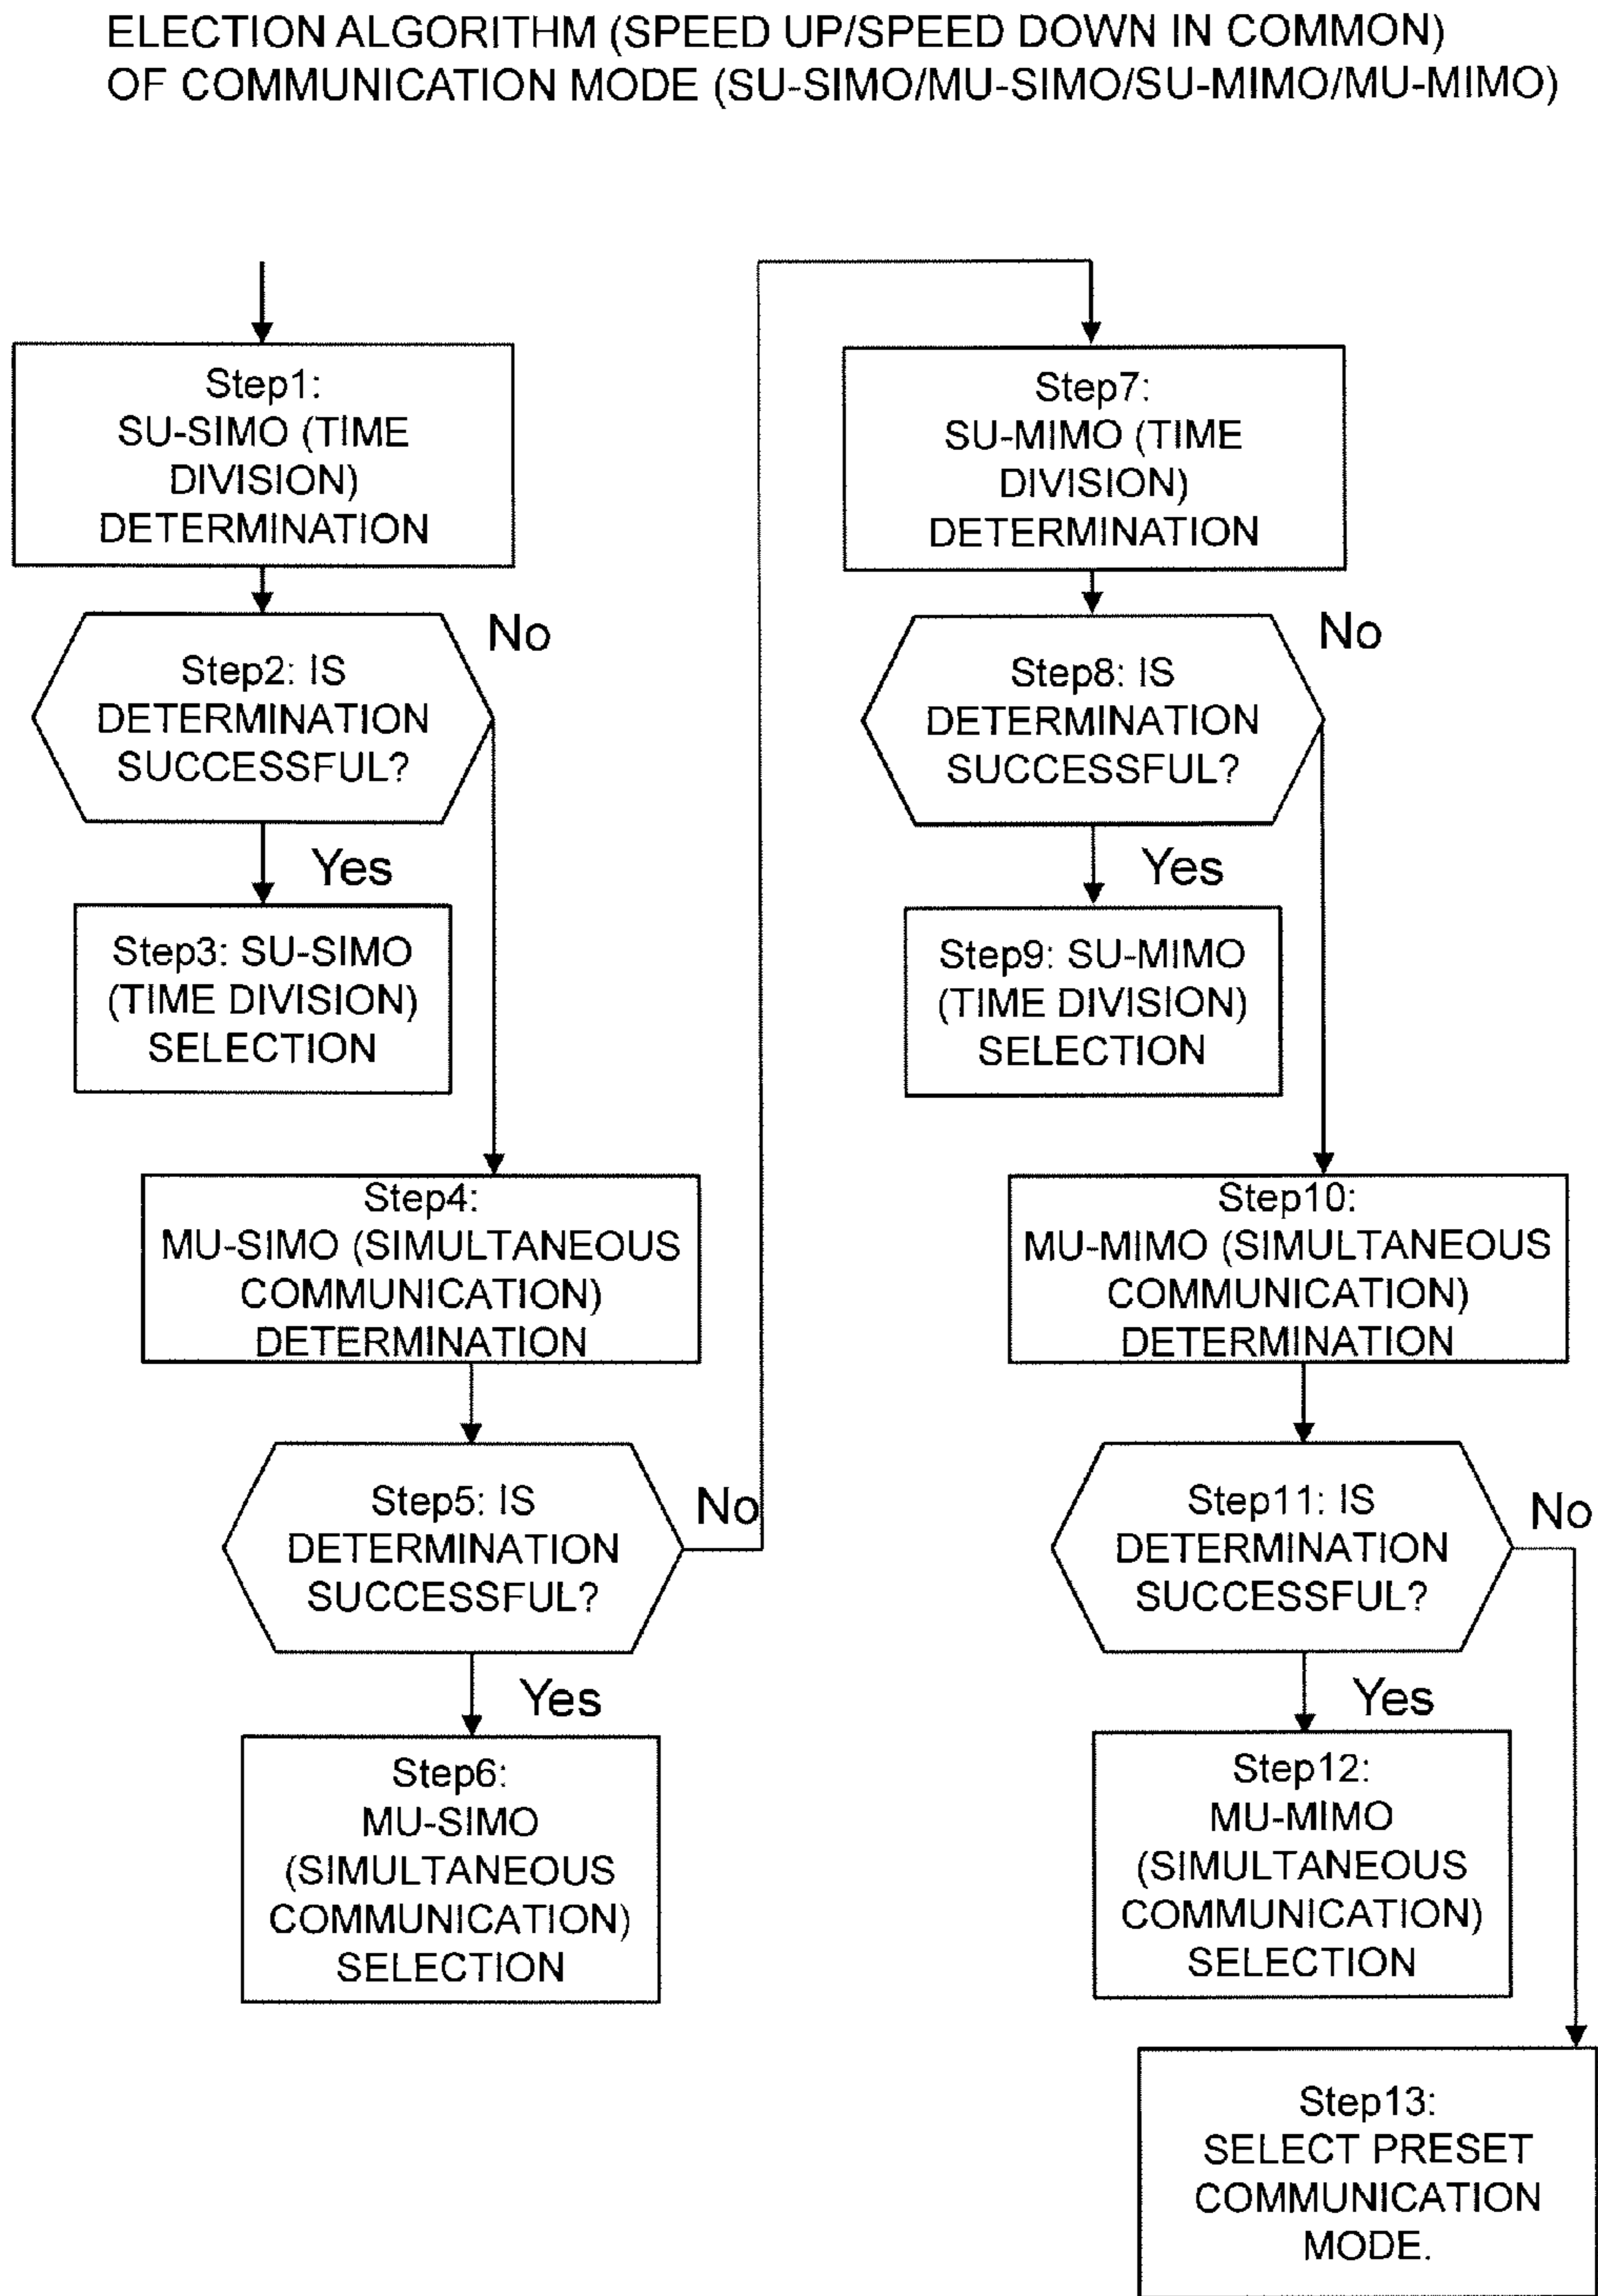 ELECTION ALGORITHM (SPEED UP/SPEED DOWN IN COMMON)
OF COMMUNICATION MODE (SU-SIMO/MU-SIMO/SU-MIMO/MU-MIMO)
Step1:
SU-SIMO (TIME
DIVISION)
DETERMINATION
No
Step2: IS
DETERMINATION
SUCCESSFUL?
Yes
Step3: SU-SIMO
(TIME DIVISION)
SELECTION
Step4:
MU-SIMO (SIMULTANEOUS
COMMUNICATION)
DETERMINATION
Step5: IS
DETERMINATION
SUCCESSFUL?
No
Yes
Step6:
MU-SIMO
(SIMULTANEOUS
COMMUNICATION)
SELECTION
Step7:
SU-MIMO (TIME
DIVISION)
DETERMINATION
No
Step8: IS
DETERMINATION
SUCCESSFUL?
Yes
Step9: SU-MIMO
(TIME DIVISION)
SELECTION
Step10:
MU-MIMO (SIMULTANEOUS
COMMUNICATION)
DETERMINATION
Step11: IS
DETERMINATION
SUCCESSFUL?
No
Yes
Step12:
MU-MIMO
(SIMULTANEOUS
COMMUNICATION)
SELECTION
Step13:
SELECT PRESET
COMMUNICATION
MODE.